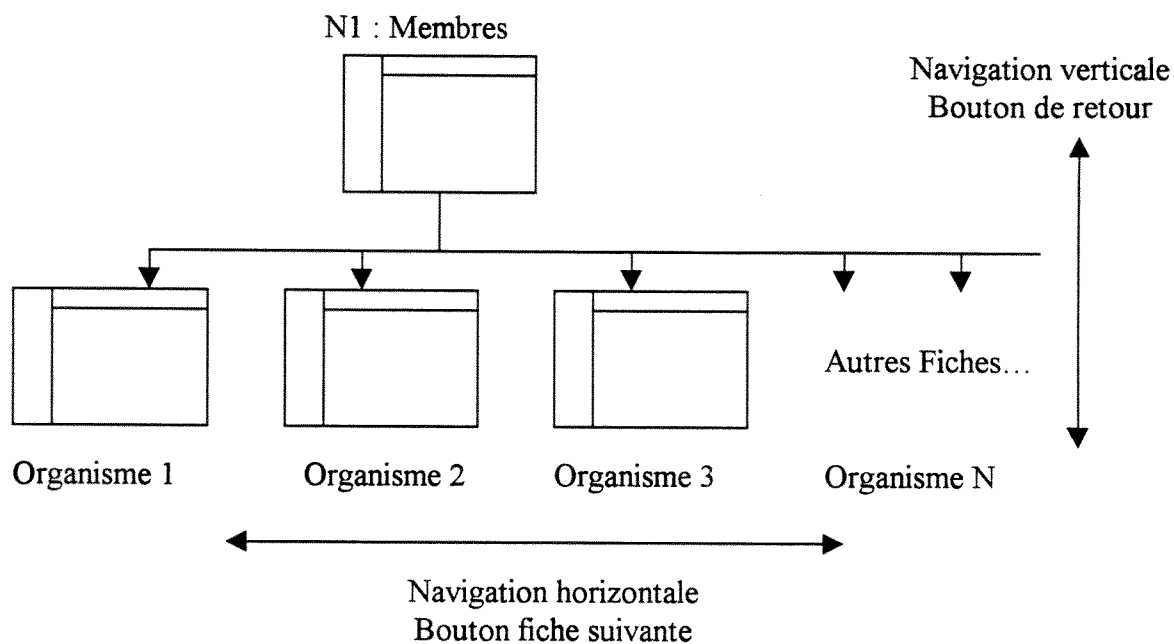 N1 : Membres
Navigation verticale
Bouton de retour
Autres Fiches…
Organisme 1
Organisme 2
Organisme 3
Organisme N
Navigation horizontale
Bouton fiche suivante